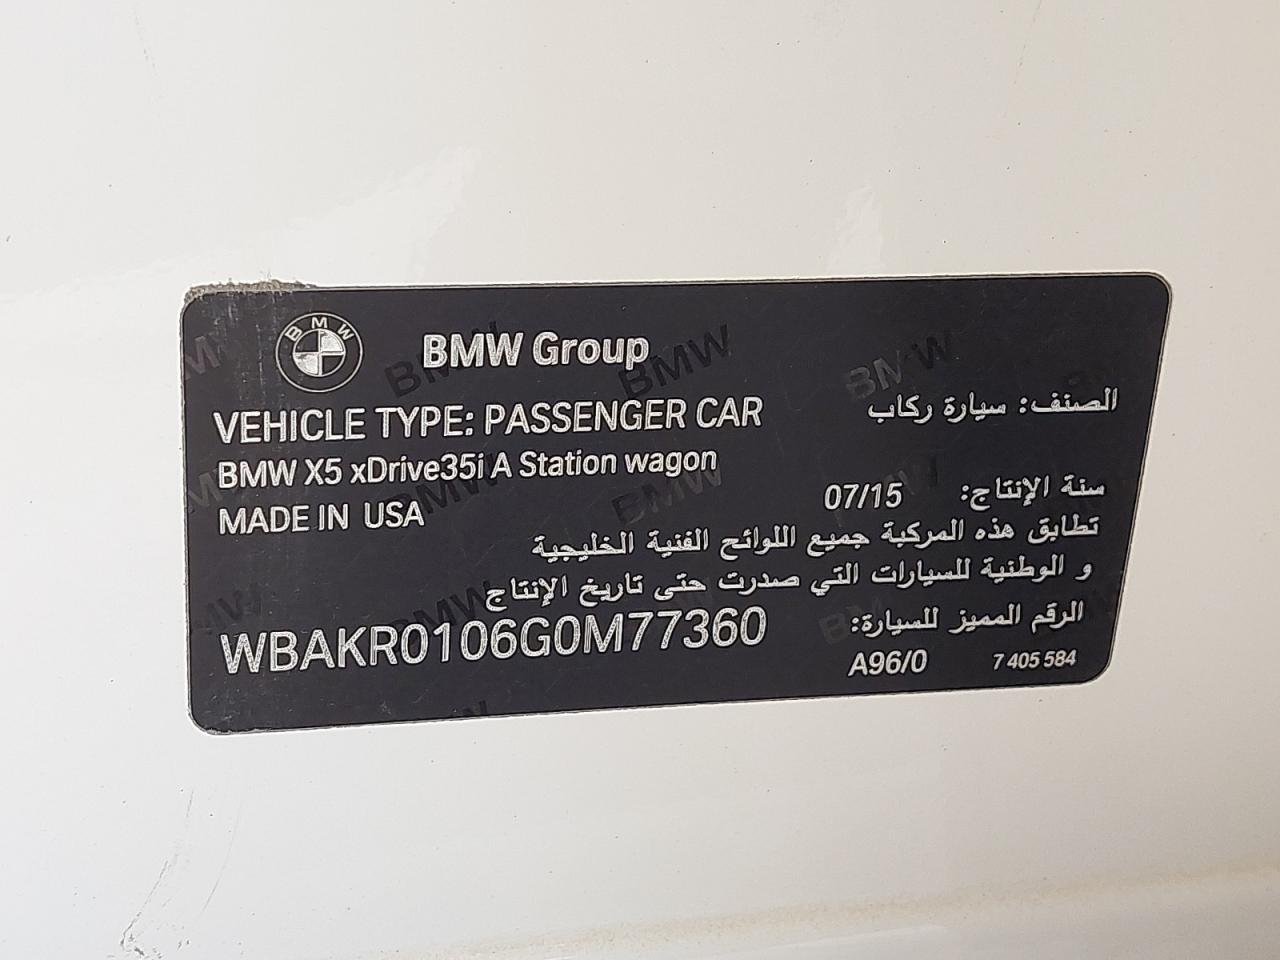 BMW
BMW Group
VEHICLE TYPE: PASSENGER CAR
الصنف: سيارة ركاب
BMW X5 xDrive35i A Station wagon
سنة الإنتاج: 07/15
MADE IN USA
تطابق هذه المركبة جميع اللوائح الفنية الخليجية
و الوطنية للسيارات التي صدرت حتى تاريخ الإنتاج
الرقم المميز للسيارة:
WBAKR0106G0M77360
A96/0 7 405 584